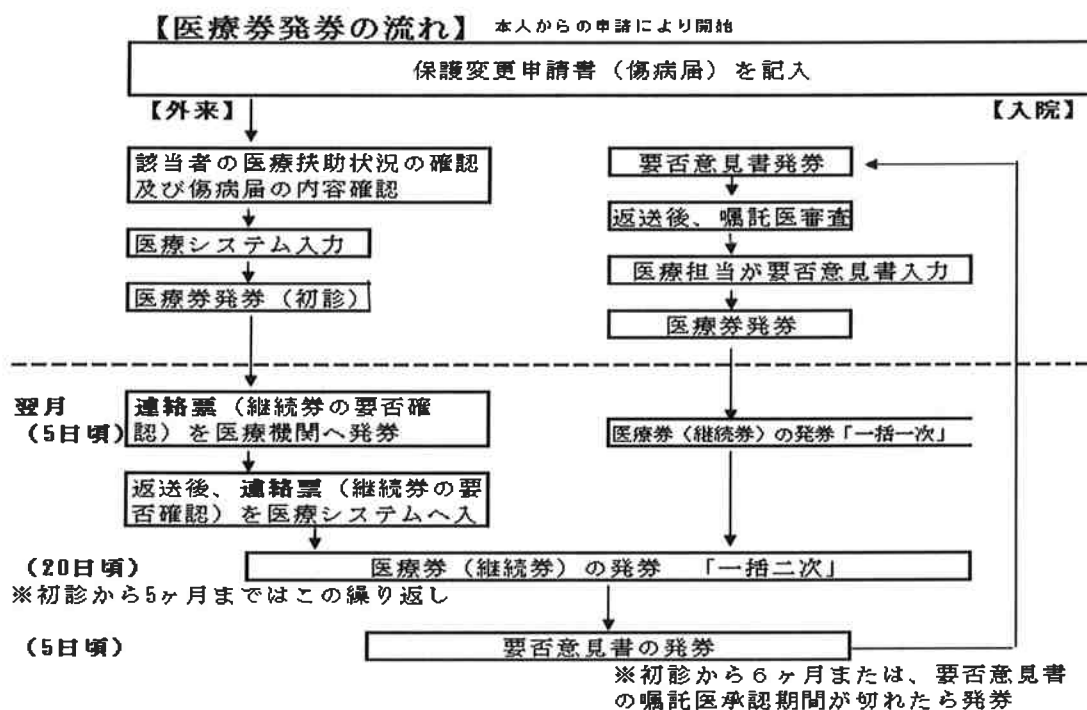 【医療券発券の流れ】 本人からの申請により開始
保護変更申請書（傷病届）を記入
【外来】
【入院】
該当者の医療扶助状況の確認
及び傷病届の内容確認
医療システム入力
医療券発券（初診）
要否意見書発券
返送後、嘱託医審査
医療担当が要否意見書入力
医療券発券
翌月
（5日頃）
連絡票（継続券の要否確
認）を医療機関へ発券
医療券（継続券）の発券「一括一次」
返送後、連絡票（継続券の要
否確認）を医療システムへ入
（20日頃）
医療券（継続券）の発券 「一括二次」
※初診から5ヶ月まではこの繰り返し
（5日頃）
要否意見書の発券
※初診から６ヶ月または、要否意見書
の嘱託医承認期間が切れたら発券